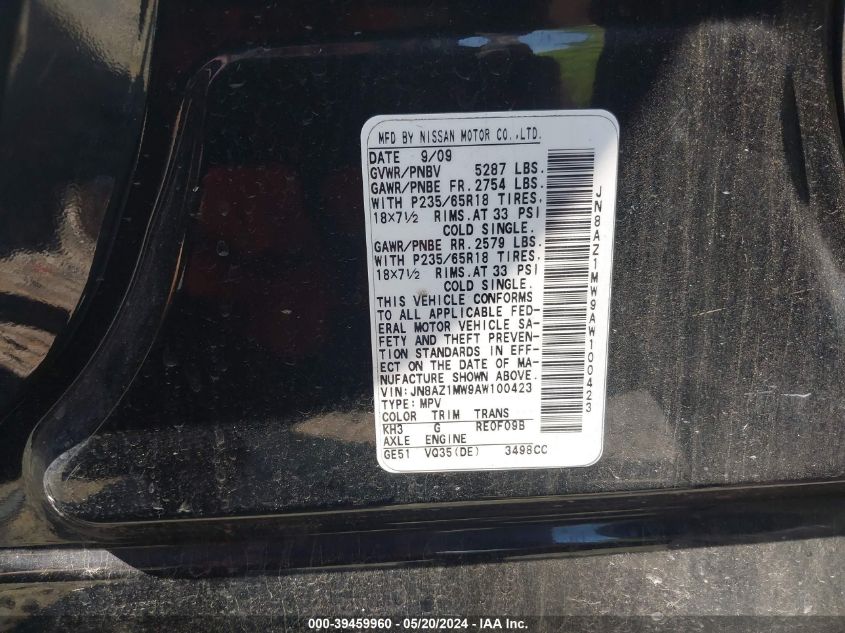 MFD BY NISSAN MOTOR CO.,LTD.
DATE 9/09
GVWR/PNBV 5287 LBS.
GAWR/PNBE FR. 2754 LBS.
WITH P235/65R18 TIRES.
18×7½ RIMS.AT 33 PSI
COLD SINGLE.
GAWR/PNBE RR. 2579 LBS.
WITH P235/65R18 TIRES.
18×7½ RIMS.AT 33 PSI
COLD SINGLE.
THIS VEHICLE CONFORMS
TO ALL APPLICABLE FED-
ERAL MOTOR VEHICLE SA-
FETY AND THEFT PREVEN-
TION STANDARDS IN EFF-
ECT ON THE DATE OF MA-
NUFACTURE SHOWN ABOVE.
VIN:JN8AZ1MW9AW100423
TYPE:MPV
COLOR TRIM TRANS
KH3 G RE0F09B
AXLE ENGINE
GE51 VQ35(DE) 3498CC
JN8AZ1MW9AW100423
000-39459960 - 05/20/2024 - IAA Inc.